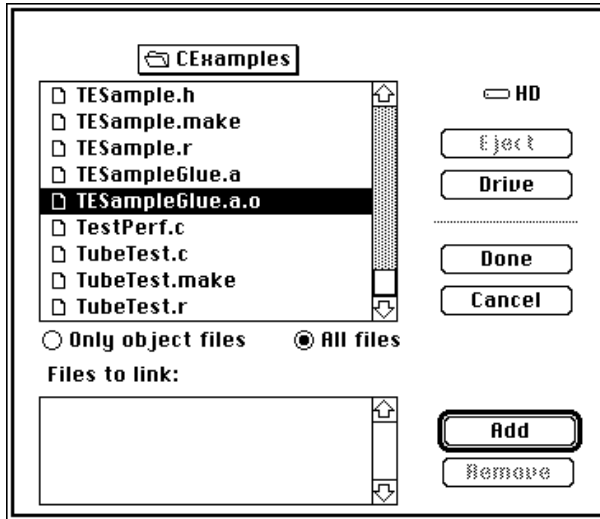 CExamples
TESample.h
TESample.make
TESample.r
TESampleGlue.a
TESampleGlue.a.o
TestPerf.c
TubeTest.c
TubeTest.make
TubeTest.r
HD
Eject
Drive
Done
Cancel
Only object files All files
Files to link:
Add
Remove